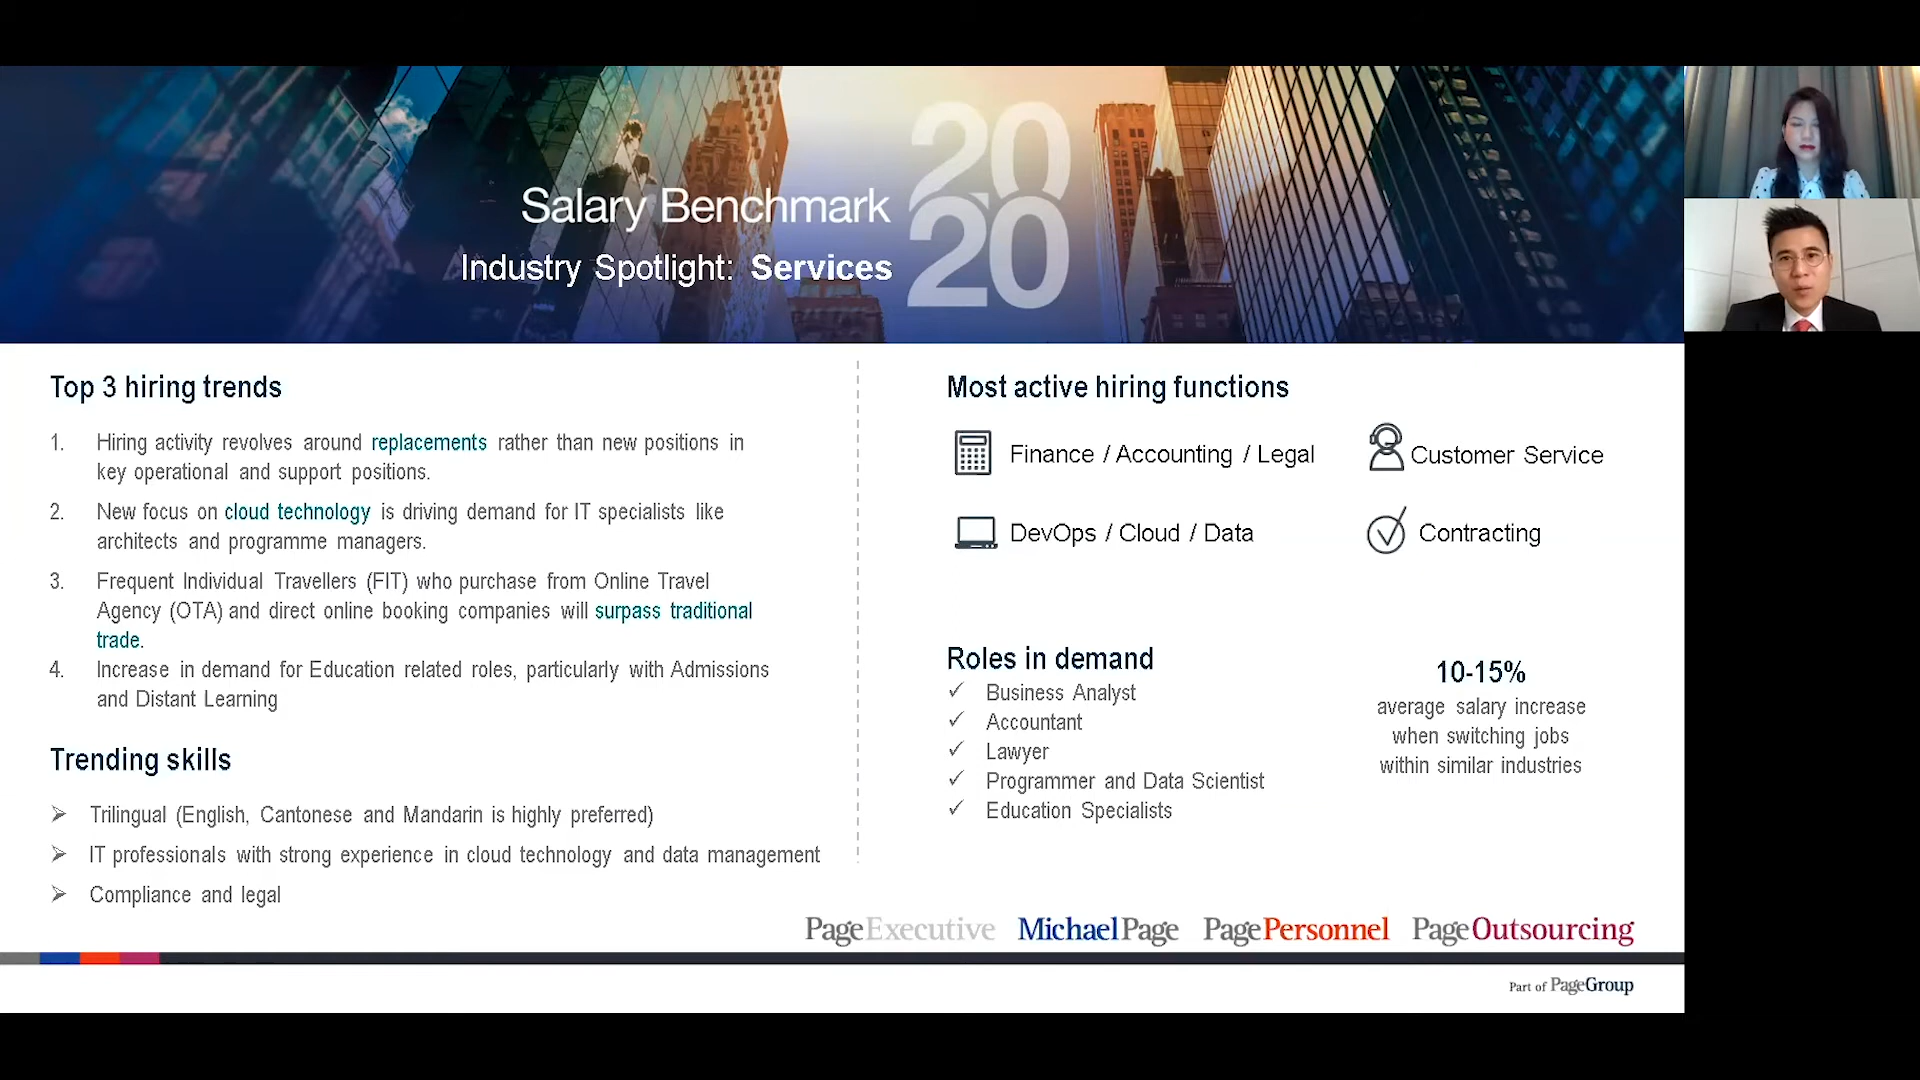 Salary Benchmark
Industry Spotlight: Services
20
20
Top 3 hiring trends
1. Hiring activity revolves around replacements rather than new positions in
key operational and support positions.
2. New focus on cloud technology is driving demand for IT specialists like
architects and programme managers.
3. Frequent Individual Travellers (FIT) who purchase from Online Travel
Agency (OTA) and direct online booking companies will surpass traditional
trade.
4. Increase in demand for Education related roles, particularly with Admissions
and Distant Learning
Trending skills
Trilingual (English, Cantonese and Mandarin is highly preferred)
IT professionals with strong experience in cloud technology and data management
Compliance and legal
Most active hiring functions
Finance / Accounting / Legal
Customer Service
DevOps / Cloud / Data
Contracting
Roles in demand
Business Analyst
Accountant
Lawyer
Programmer and Data Scientist
Education Specialists
10-15%
average salary increase
when switching jobs
within similar industries
PageExecutive MichaelPage PagePersonnel PageOutsourcing
Part of PageGroup